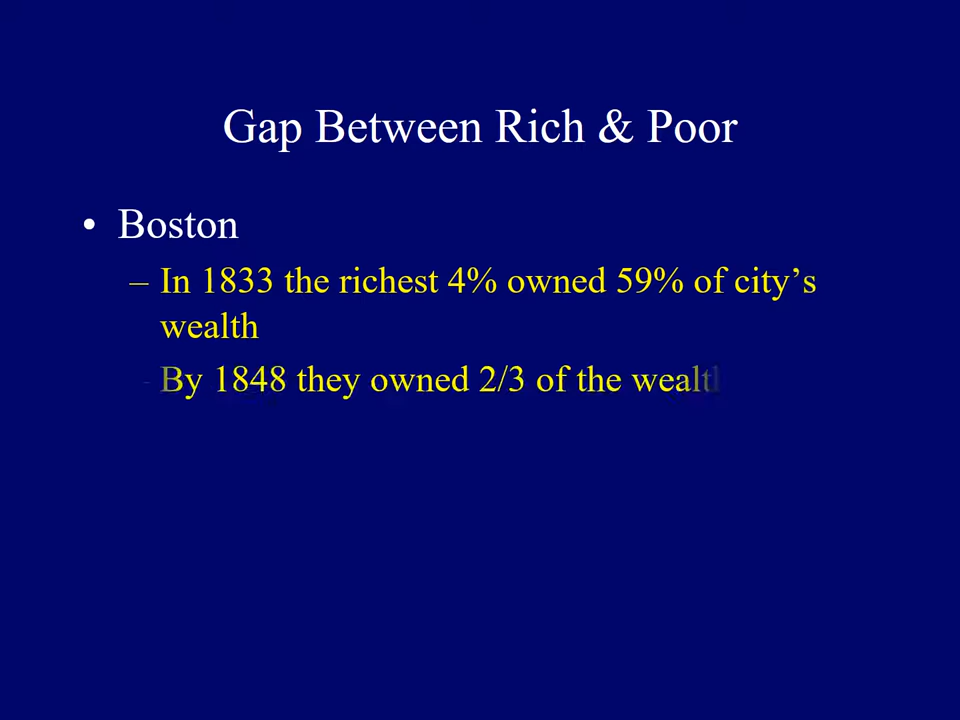 Gap Between Rich & Poor
• Boston
– In 1833 the richest 4% owned 59% of city’s
wealth
- By 1848 they owned 2/3 of the wealth